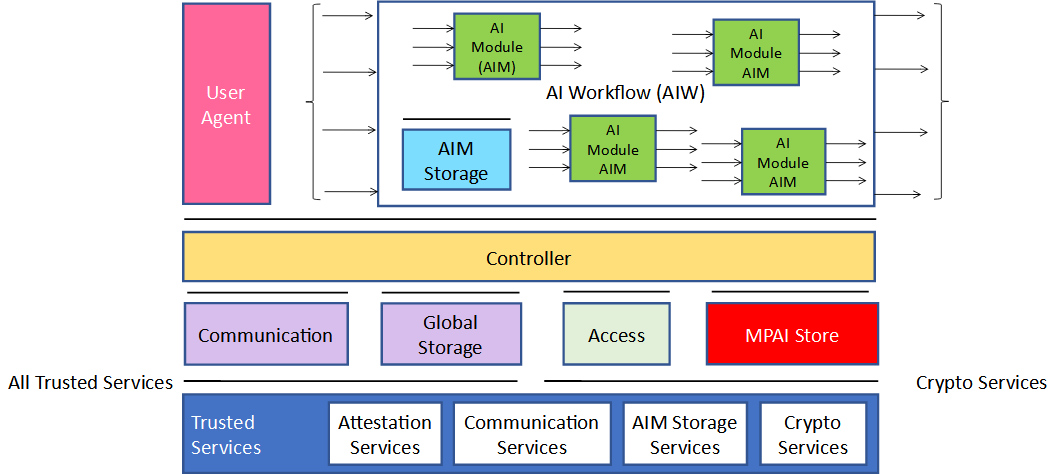 User
Agent
AI
Module
(AIM)
AI
Module
AIM
AI Workflow (AIW)
AIM
Storage
AI
Module
AIM
AI
Module
AIM
Controller
Communication
Global
Storage
Access
MPAI Store
All Trusted Services
Crypto Services
Trusted
Services
Attestation
Services
Communication
Services
AIM Storage
Services
Crypto
Services